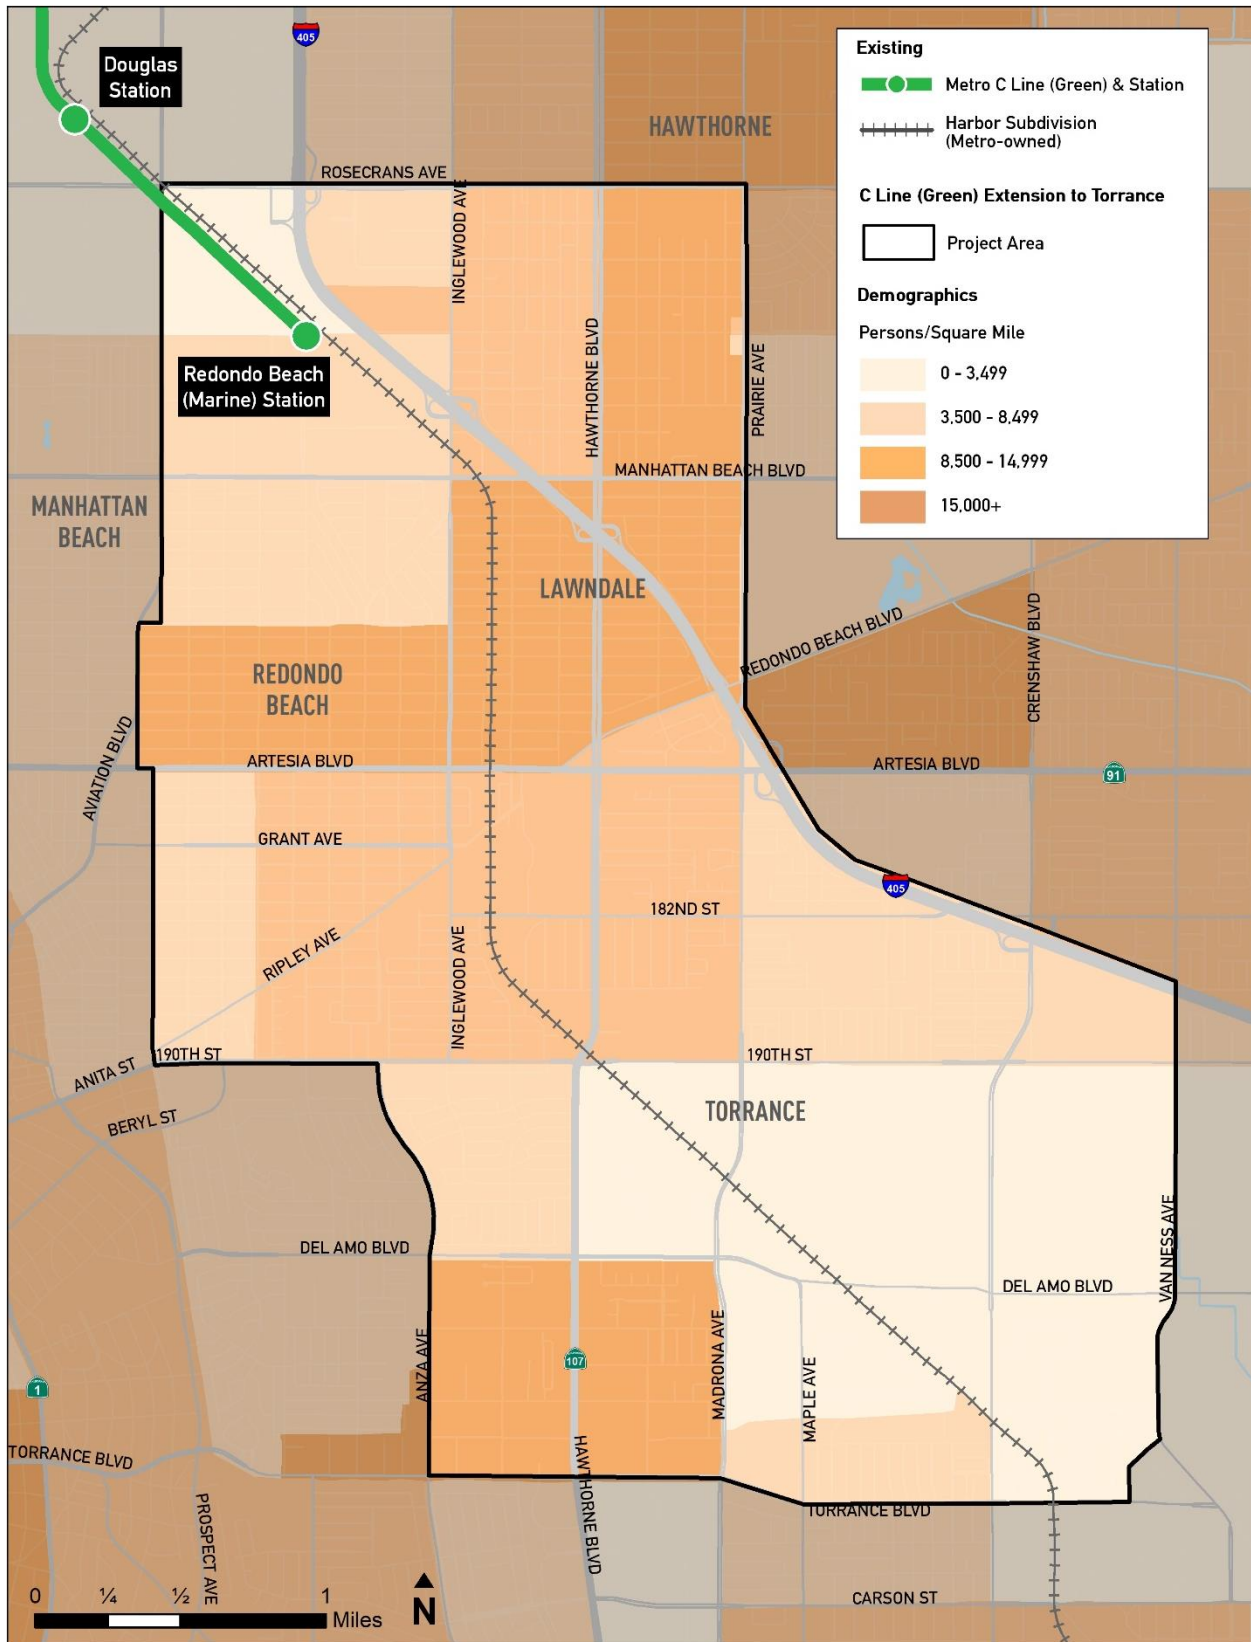 405
Douglas
Station
HAWTHORNE
Existing
Metro C Line (Green) & Station
Harbor Subdivision
(Metro-owned)
C Line (Green) Extension to Torrance
Project Area
Demographics
Persons/Square Mile
0 - 3,499
3,500 - 8,499
8,500 - 14,999
15,000+
ROSECRANS AVE
INGLEWOOD AVE
HAWTHORNE BLVD
PRAIRIE AVE
Redondo Beach
(Marine) Station
MANHATTAN BEACH BLVD
MANHATTAN
BEACH
LAWNDALE
REDONDO BEACH BLVD
CRENSHAW BLVD
REDONDO
BEACH
AVIATION BLVD
ARTESIA BLVD
ARTESIA BLVD
91
GRANT AVE
405
182ND ST
RIPLEY AVE
INGLEWOOD AVE
190TH ST
190TH ST
ANITA ST
BERYL ST
TORRANCE
DEL AMO BLVD
DEL AMO BLVD
VAN NESS AVE
ANZA AVE
107
MADRONA AVE
MAPLE AVE
1
TORRANCE BLVD
HAWTHORNE BLVD
TORRANCE BLVD
PROSPECT AVE
CARSON ST
0 ¼ ½ 1
Miles
N